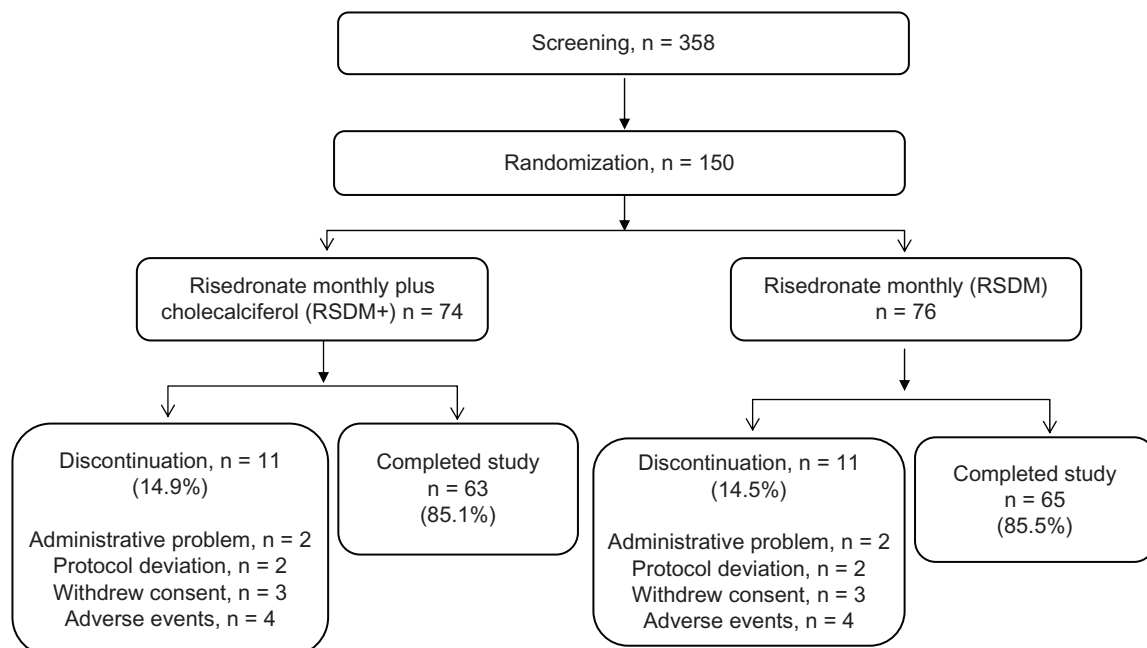 Screening, n = 358
Randomization, n = 150
Risedronate monthly plus
cholecalciferol (RSDM+) n = 74
Risedronate monthly (RSDM)
n = 76
Discontinuation, n = 11
(14.9%)
Administrative problem, n = 2
Protocol deviation, n = 2
Withdrew consent, n = 3
Adverse events, n = 4
Completed study
n = 63
(85.1%)
Discontinuation, n = 11
(14.5%)
Administrative problem, n = 2
Protocol deviation, n = 2
Withdrew consent, n = 3
Adverse events, n = 4
Completed study
n = 65
(85.5%)